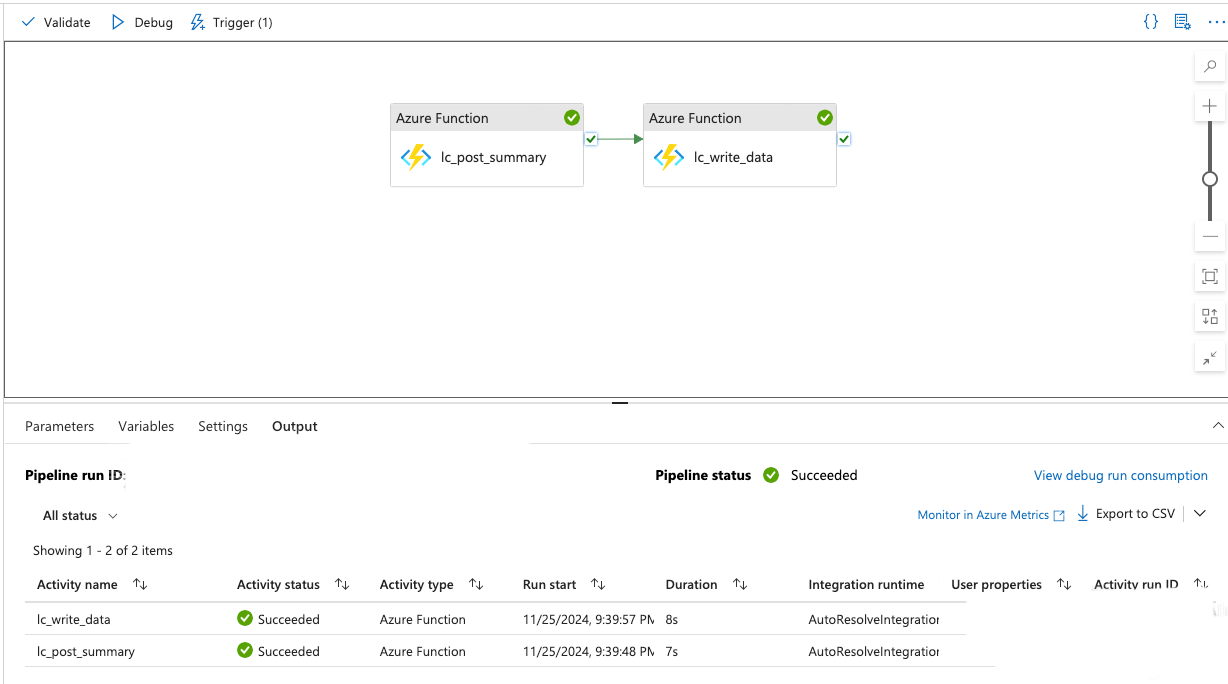 Validate Debug Trigger (1)
Azure Function Azure Function
lc_post_summary lc_write_data
Parameters Variables Settings Output
Pipeline run ID: Pipeline status Succeeded View debug run consumption
All status Monitor in Azure Metrics Export to CSV
Showing 1 - 2 of 2 items
Activity name Activity status Activity type Run start Duration Integration runtime User properties Activity run ID
lc_write_data Succeeded Azure Function 11/25/2024, 9:39:57 PM 8s AutoResolveIntegration
lc_post_summary Succeeded Azure Function 11/25/2024, 9:39:48 PM 7s AutoResolveIntegration